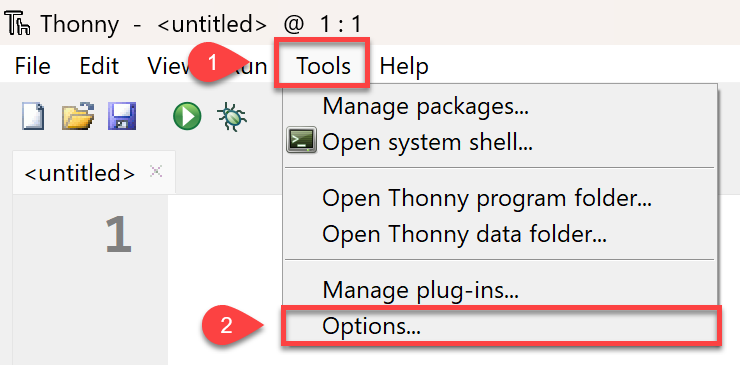 Thonny - <untitled> @ 1 : 1
File Edit View Run Tools Help
1
Manage packages...
Open system shell...
<untitled> ×
Open Thonny program folder...
1
Open Thonny data folder...
Manage plug-ins...
2
Options...